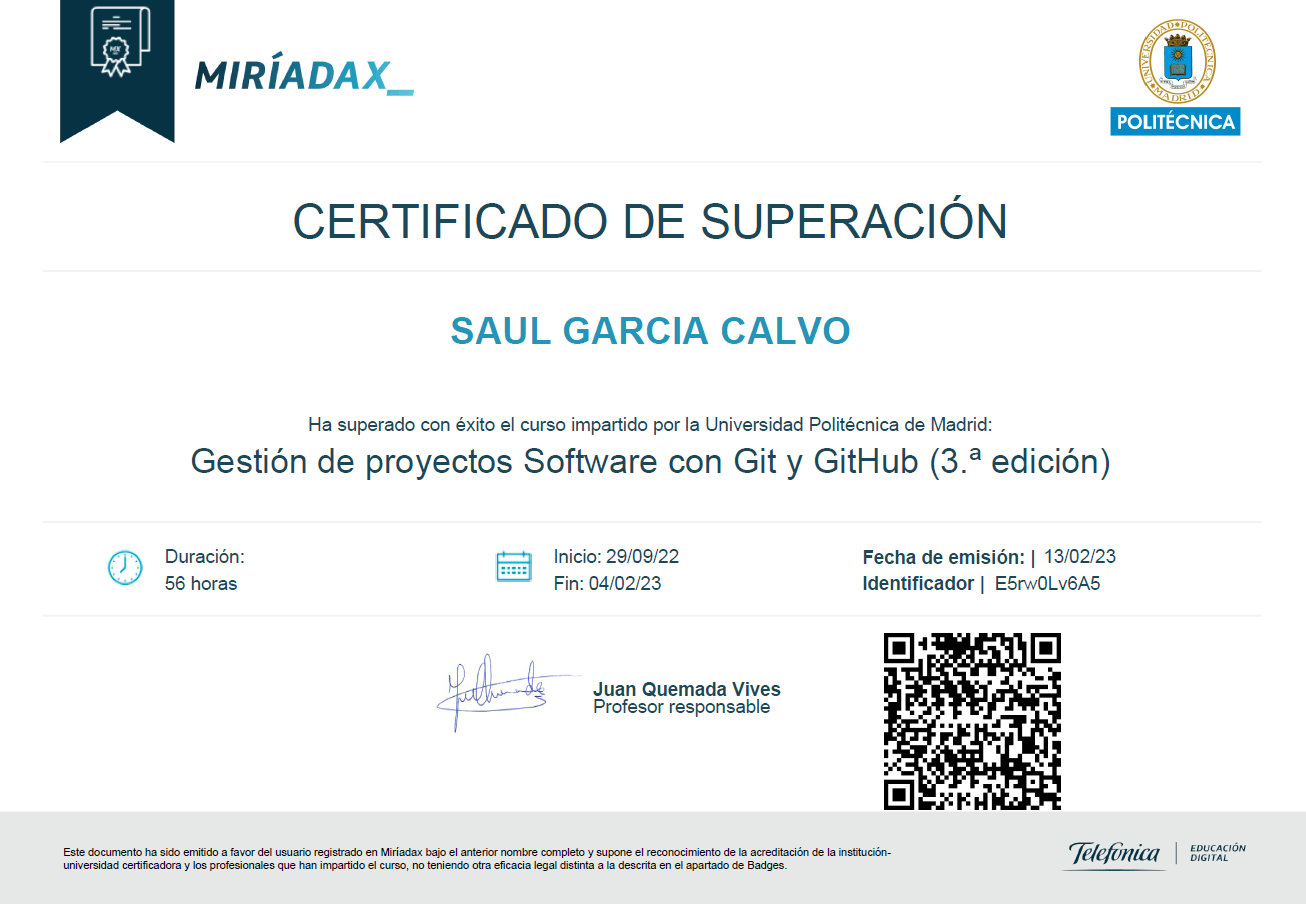 MX
MIRÍADAX_
UNIVERSIDAD POLITÉCNICA
MADRID
POLITÉCNICA
CERTIFICADO DE SUPERACIÓN
SAUL GARCIA CALVO
Ha superado con éxito el curso impartido por la Universidad Politécnica de Madrid:
Gestión de proyectos Software con Git y GitHub (3.ª edición)
Duración:
56 horas
Inicio: 29/09/22
Fin: 04/02/23
Fecha de emisión: | 13/02/23
Identificador | E5rw0Lv6A5
Juan Quemada Vives
Profesor responsable
Este documento ha sido emitido a favor del usuario registrado en Miríadax bajo el anterior nombre completo y supone el reconocimiento de la acreditación de la institución-
universidad certificadora y los profesionales que han impartido el curso, no teniendo otra eficacia legal distinta a la descrita en el apartado de Badges.
Telefónica | EDUCACIÓN
DIGITAL